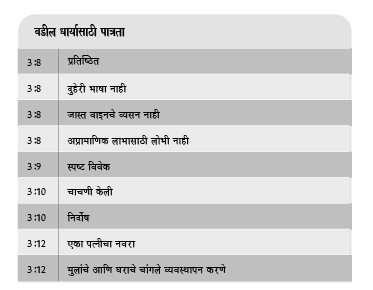 वडील धार्यासाठी पात्रता
3:8 प्रतिष्ठित
3:8 दुहेरी भाषा नाही
3:8 जास्त वाइनचे व्यसन नाही
3:8 अप्रामाणिक लाभासाठी लोभी नाही
3:9 स्पष्ट विवेक
3:10 चाचणी केली
3:10 निर्दोष
3:12 एका पत्नीचा नवरा
3:12 मुलांचे आणि घराचे चांगले व्यवस्थापन करणे